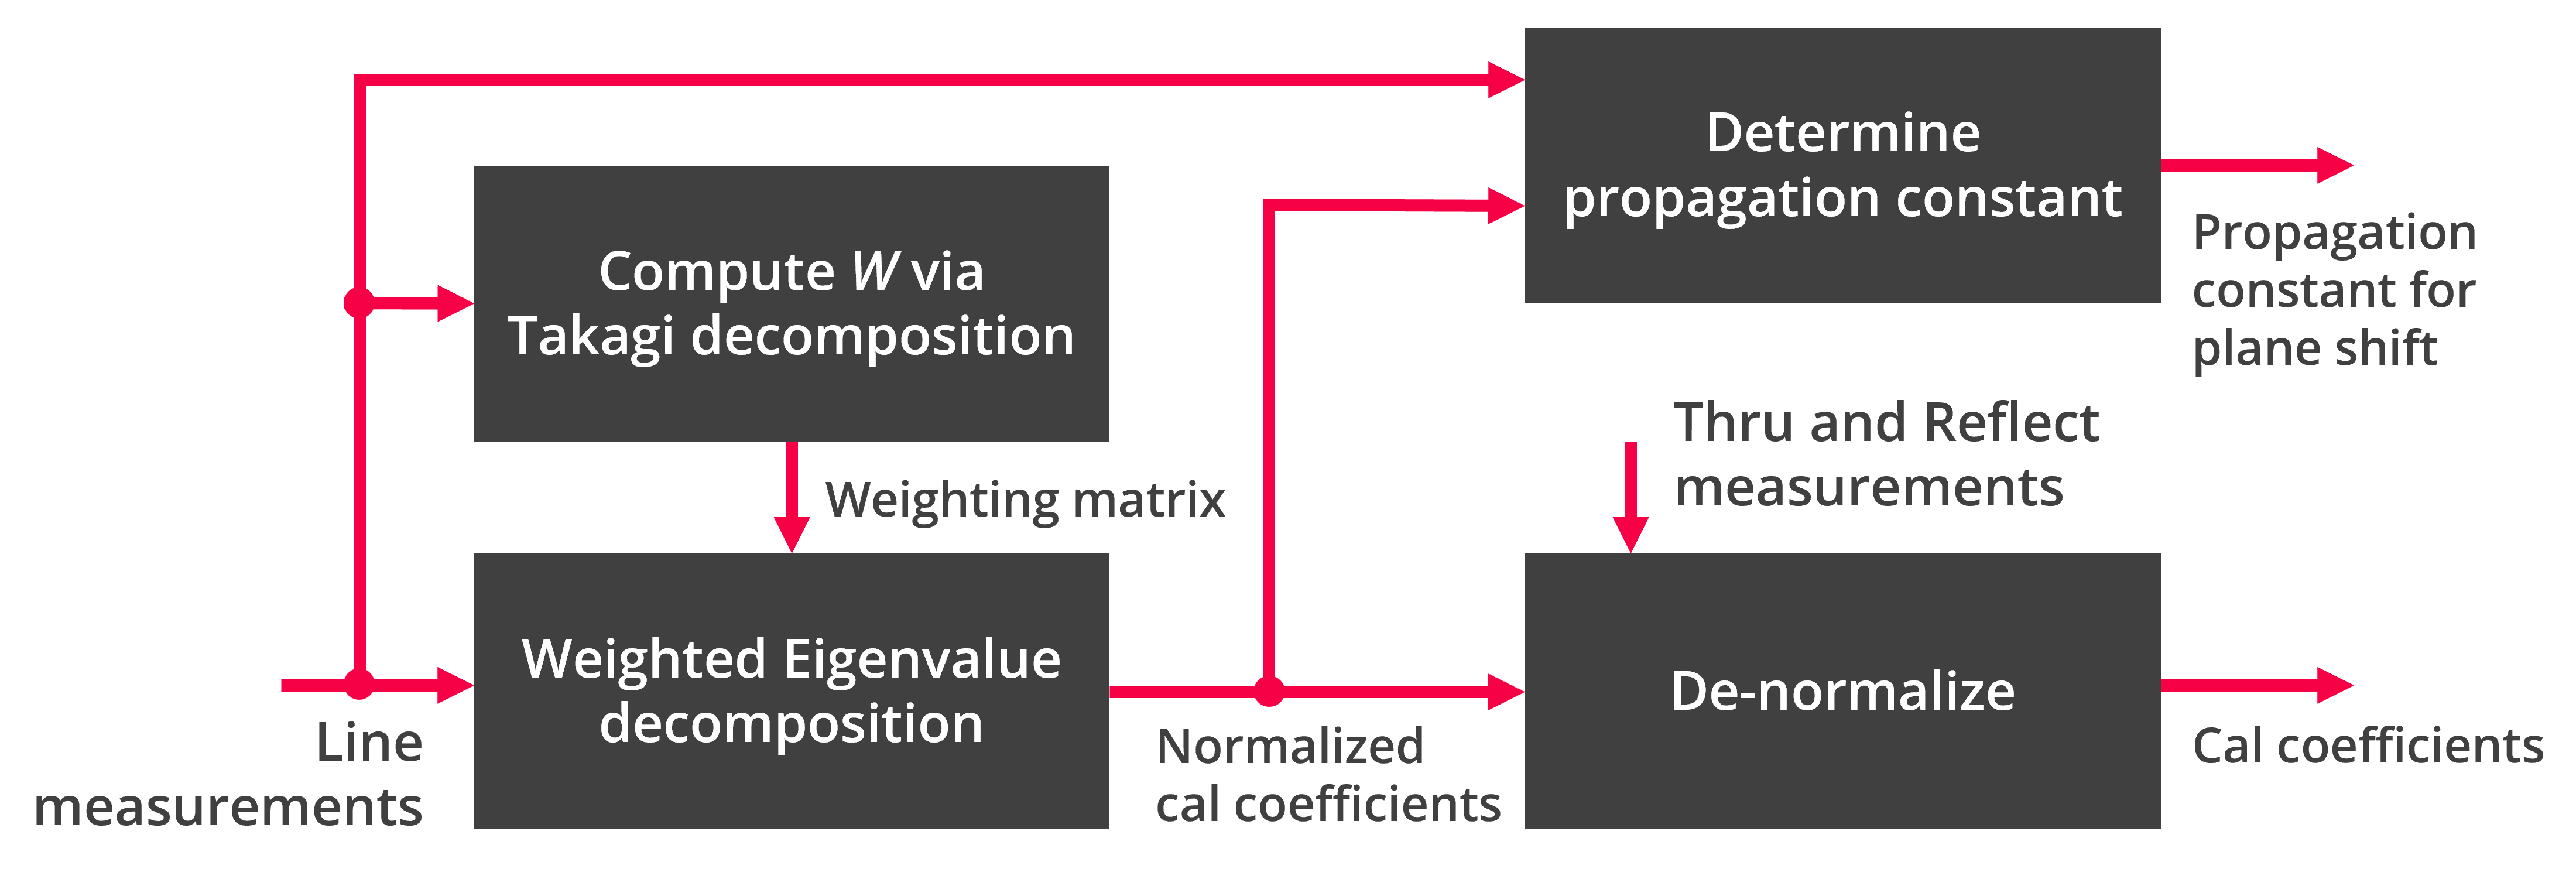 Determine
propagation constant
Compute W via
Takagi decomposition
Propagation
constant for
plane shift
Thru and Reflect
measurements
Weighting matrix
Weighted Eigenvalue
decomposition
De-normalize
Line
measurements
Normalized
cal coefficients
Cal coefficients